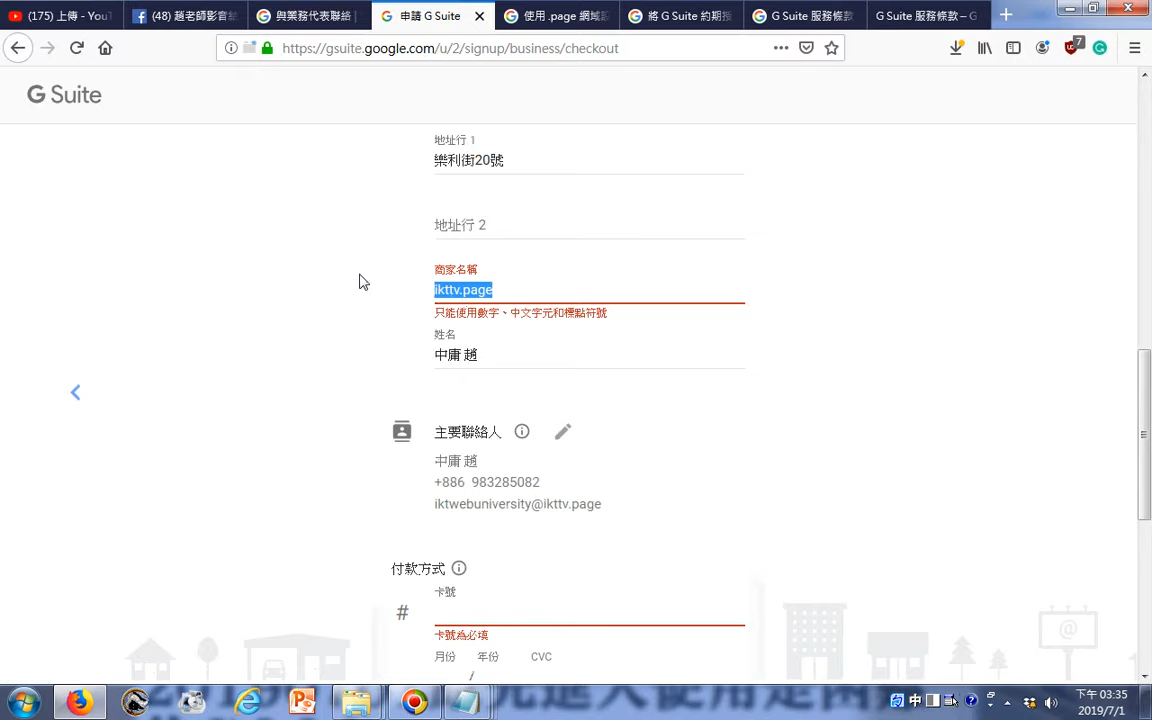 (175) 上傳 - YouT
(48) 趙老師影音
與業務代表聯絡 |
申請 G Suite
使用 .page 網域
將 G Suite 約期
G Suite 服務條款
G Suite 服務條款 – G
https://gsuite.google.com/u/2/signup/business/checkout
7
G Suite
地址行 1
樂利街20號
地址行 2
商家名稱
ikttv.page
只能使用數字、中文字元和標點符號
姓名
中庸 趙
主要聯絡人
中庸 趙
+886 983285082
iktwebuniversity@ikttv.page
付款方式
卡號
#
卡號為必填
月份 年份 CVC
/
中
下午 03:35
2019/7/1